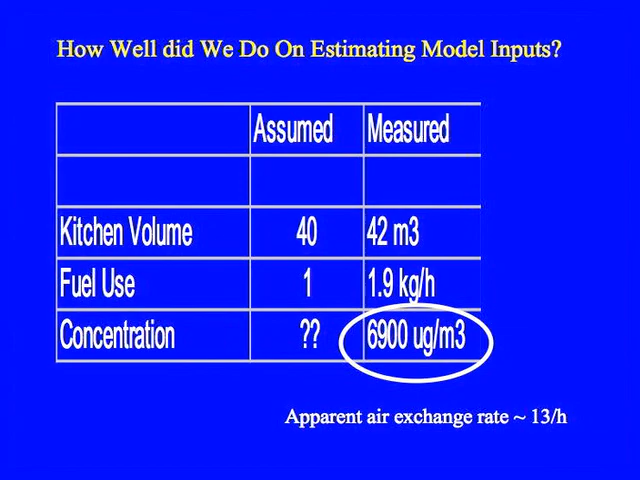 How Well did We Do On Estimating Model Inputs?
Assumed Measured
Kitchen Volume 40 42 m3
Fuel Use 1 1.9 kg/h
Concentration ?? 6900 ug/m3
Apparent air exchange rate ~ 13/h